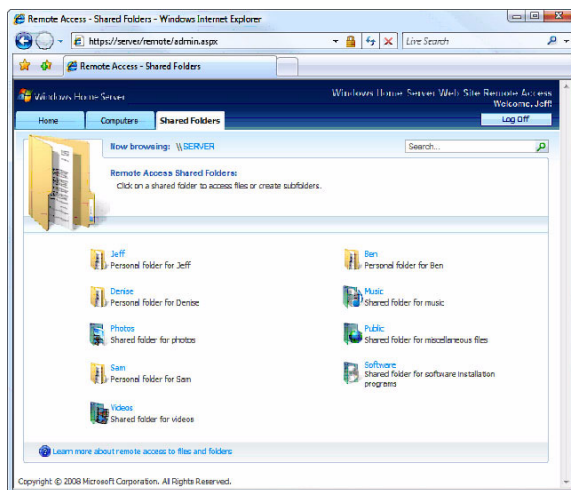 Remote Access - Shared Folders - Windows Internet Explorer
https://server/remote/admin.aspx
Live Search
Remote Access - Shared Folders
Windows Home Server
Windows Home Server Web Site Remote Access
Welcome, Jeff!
Home
Computers
Shared Folders
Log Off
Now browsing: \\SERVER
Search...
Remote Access Shared Folders:
Click on a shared folder to access files or create subfolders.
Jeff
Personal folder for Jeff
Ben
Personal folder for Ben
Denise
Personal folder for Denise
Music
Shared folder for music
Photos
Shared folder for photos
Public
Shared folder for miscellaneous files
Sam
Personal folder for Sam
Software
Shared folder for software installation
programs
Videos
Shared folder for videos
Learn more about remote access to files and folders
Copyright © 2008 Microsoft Corporation. All Rights Reserved.